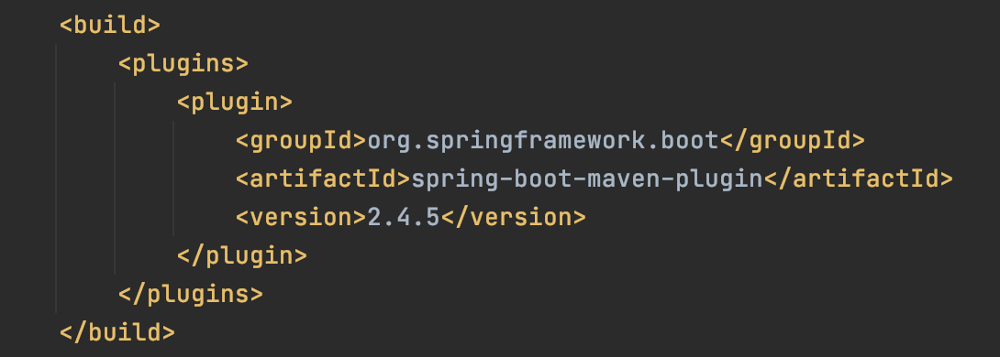 <build>
<plugins>
<plugin>
<groupId>org.springframework.boot</groupId>
<artifactId>spring-boot-maven-plugin</artifactId>
<version>2.4.5</version>
</plugin>
</plugins>
</build>